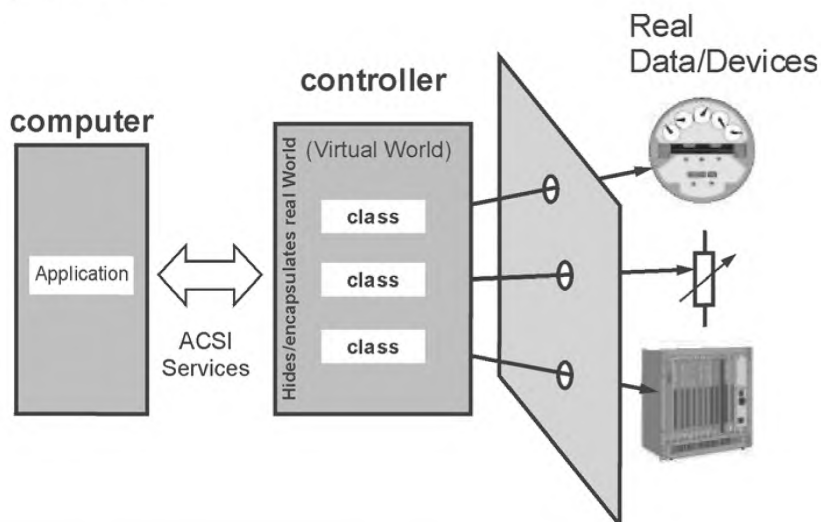 Real
Data/Devices
controller
computer
(Virtual World)
Hides/encapsulates real World
class
Application
class
class
ACSI
Services